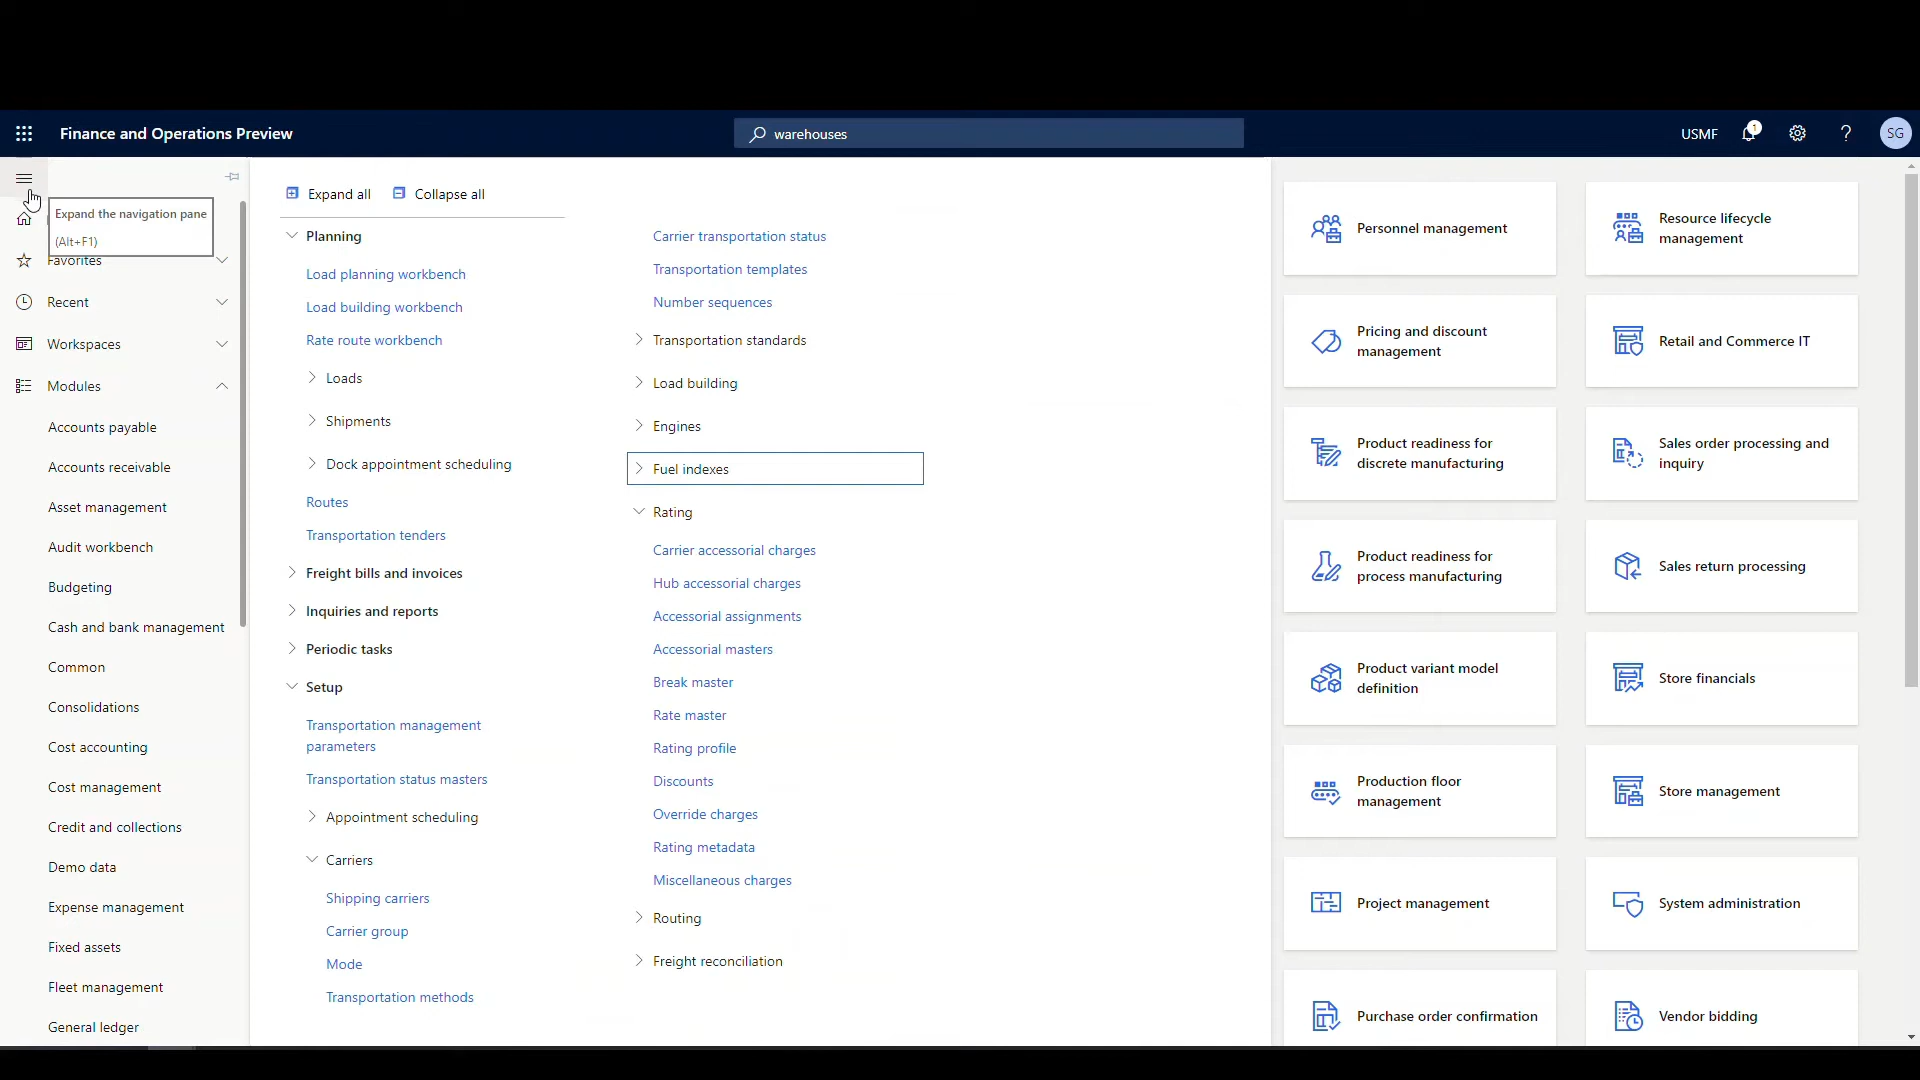 Finance and Operations Preview
warehouses
USMF
1
?
SG
Expand the navigation pane
(Alt+F1)
Favorites
Recent
Workspaces
Modules
Accounts payable
Accounts receivable
Asset management
Audit workbench
Budgeting
Cash and bank management
Common
Consolidations
Cost accounting
Cost management
Credit and collections
Demo data
Expense management
Fixed assets
Fleet management
General ledger
Expand all
Collapse all
Planning
Load planning workbench
Load building workbench
Rate route workbench
Loads
Shipments
Dock appointment scheduling
Routes
Transportation tenders
Freight bills and invoices
Inquiries and reports
Periodic tasks
Setup
Transportation management
parameters
Transportation status masters
Appointment scheduling
Carriers
Shipping carriers
Carrier group
Mode
Transportation methods
Carrier transportation status
Transportation templates
Number sequences
Transportation standards
Load building
Engines
Fuel indexes
Rating
Carrier accessorial charges
Hub accessorial charges
Accessorial assignments
Accessorial masters
Break master
Rate master
Rating profile
Discounts
Override charges
Rating metadata
Miscellaneous charges
Routing
Freight reconciliation
Personnel management
Resource lifecycle
management
Pricing and discount
management
Retail and Commerce IT
Product readiness for
discrete manufacturing
Sales order processing and
inquiry
Product readiness for
process manufacturing
Sales return processing
Product variant model
definition
Store financials
Production floor
management
Store management
Project management
System administration
Purchase order confirmation
Vendor bidding